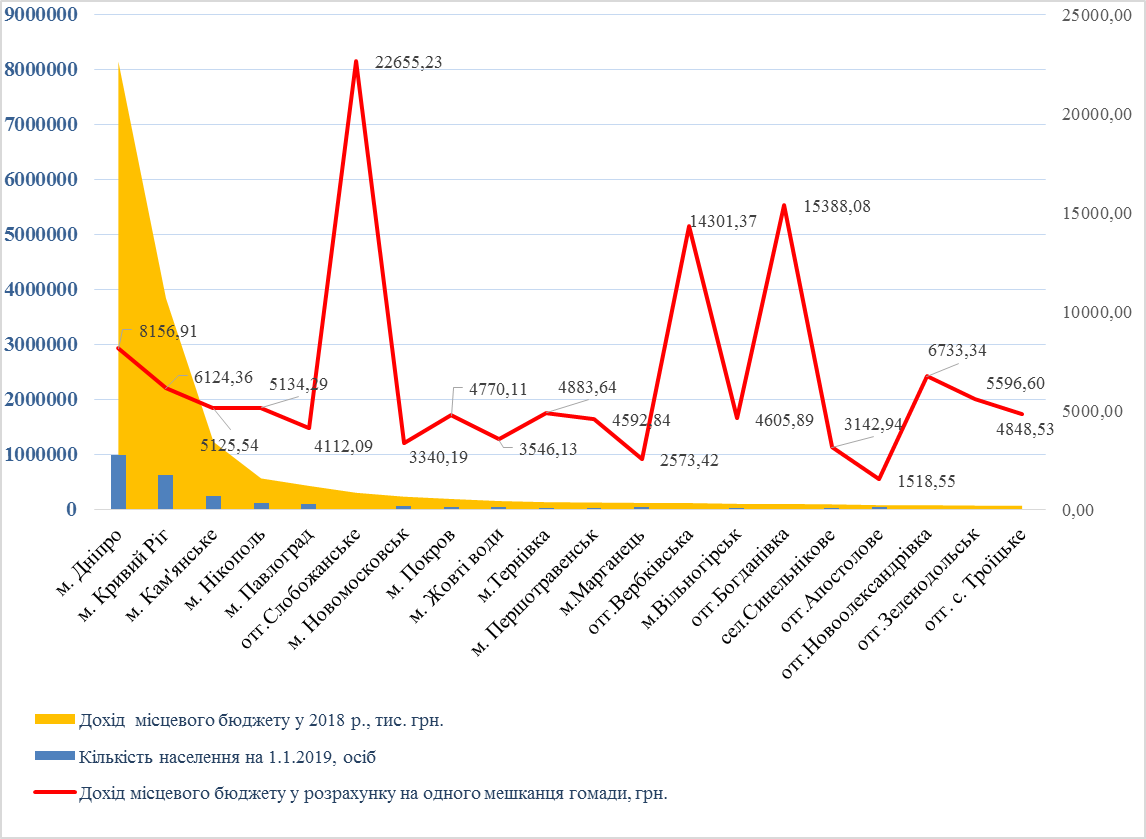 9000000
8000000
7000000
6000000
5000000
4000000
3000000
2000000
1000000
0
25000,00
20000,00
15000,00
10000,00
5000,00
0,00
8156,91
6124,36
5125,54
5134,29
4112,09
22655,23
3340,19
4770,11
3546,13
4883,64
4592,84
2573,42
14301,37
4605,89
15388,08
3142,94
1518,55
6733,34
5596,60
4848,53
м. Дніпро
м. Кривий Ріг
м. Кам'янське
м. Нікополь
м. Павлоград
отг.Слобожанське
м. Новомосковськ
м. Покров
м. Жовті води
м.Тернівка
м. Першотравенськ
м.Марганець
отг.Вербківська
м.Вільногірськ
отг.Богданівка
сел.Синельнікове
отг.Апостолове
отг.Новоолександрівка
отг.Зеленодольськ
отг. с. Троїцьке
Дохід місцевого бюджету у 2018 р., тис. грн.
Кількість населення на 1.1.2019, осіб
Дохід місцевого бюджету у розрахунку на одного мешканця гомади, грн.